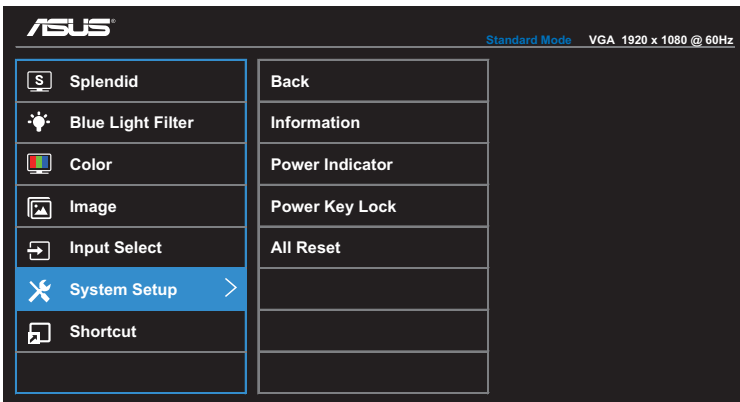 ASUS
Standard Mode VGA 1920 x 1080 @ 60Hz
S Splendid
Blue Light Filter
Color
Image
Input Select
System Setup
Shortcut
Back
Information
Power Indicator
Power Key Lock
All Reset